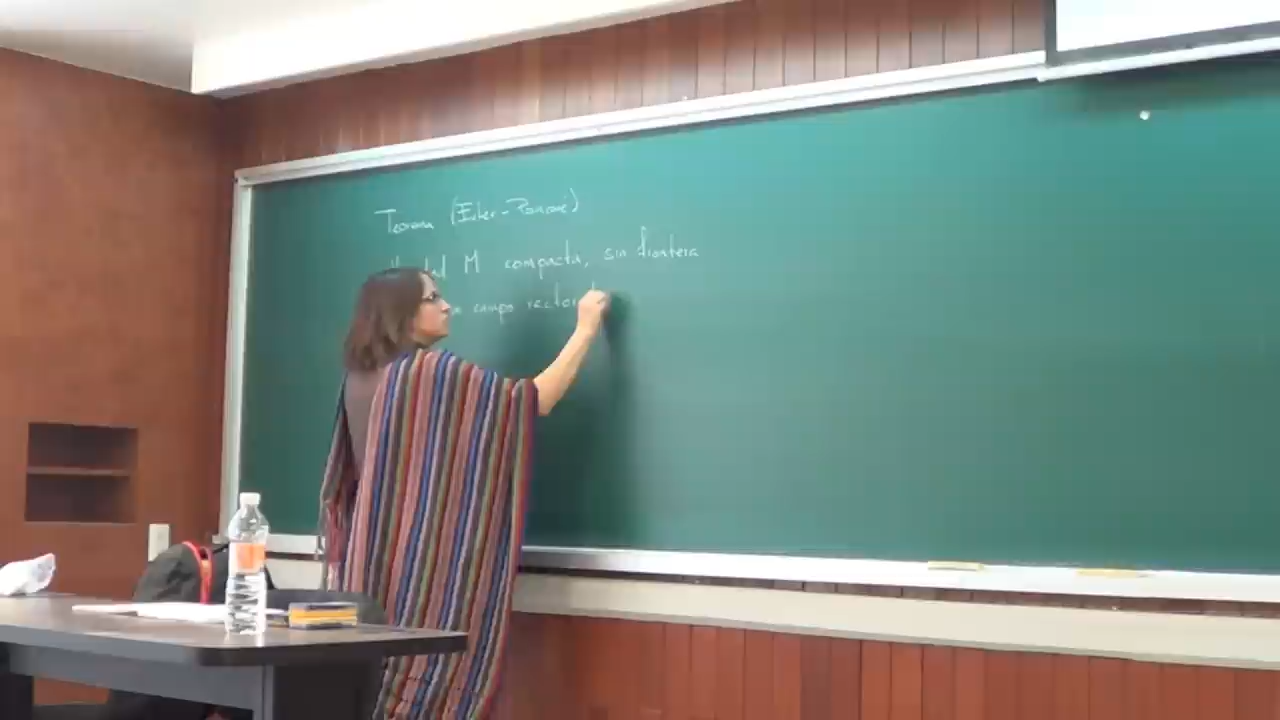 Teorema (Euler-Poincaré)
M compacta, sin frontera
campo vectorial